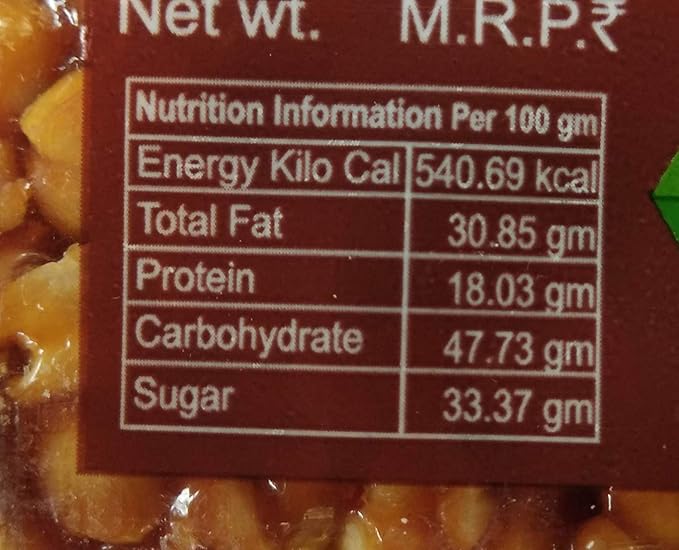 Net wt. M.R.P.₹
Nutrition Information Per 100 gm
Energy Kilo Cal 540.69 kcal
Total Fat 30.85 gm
Protein 18.03 gm
Carbohydrate 47.73 gm
Sugar 33.37 gm